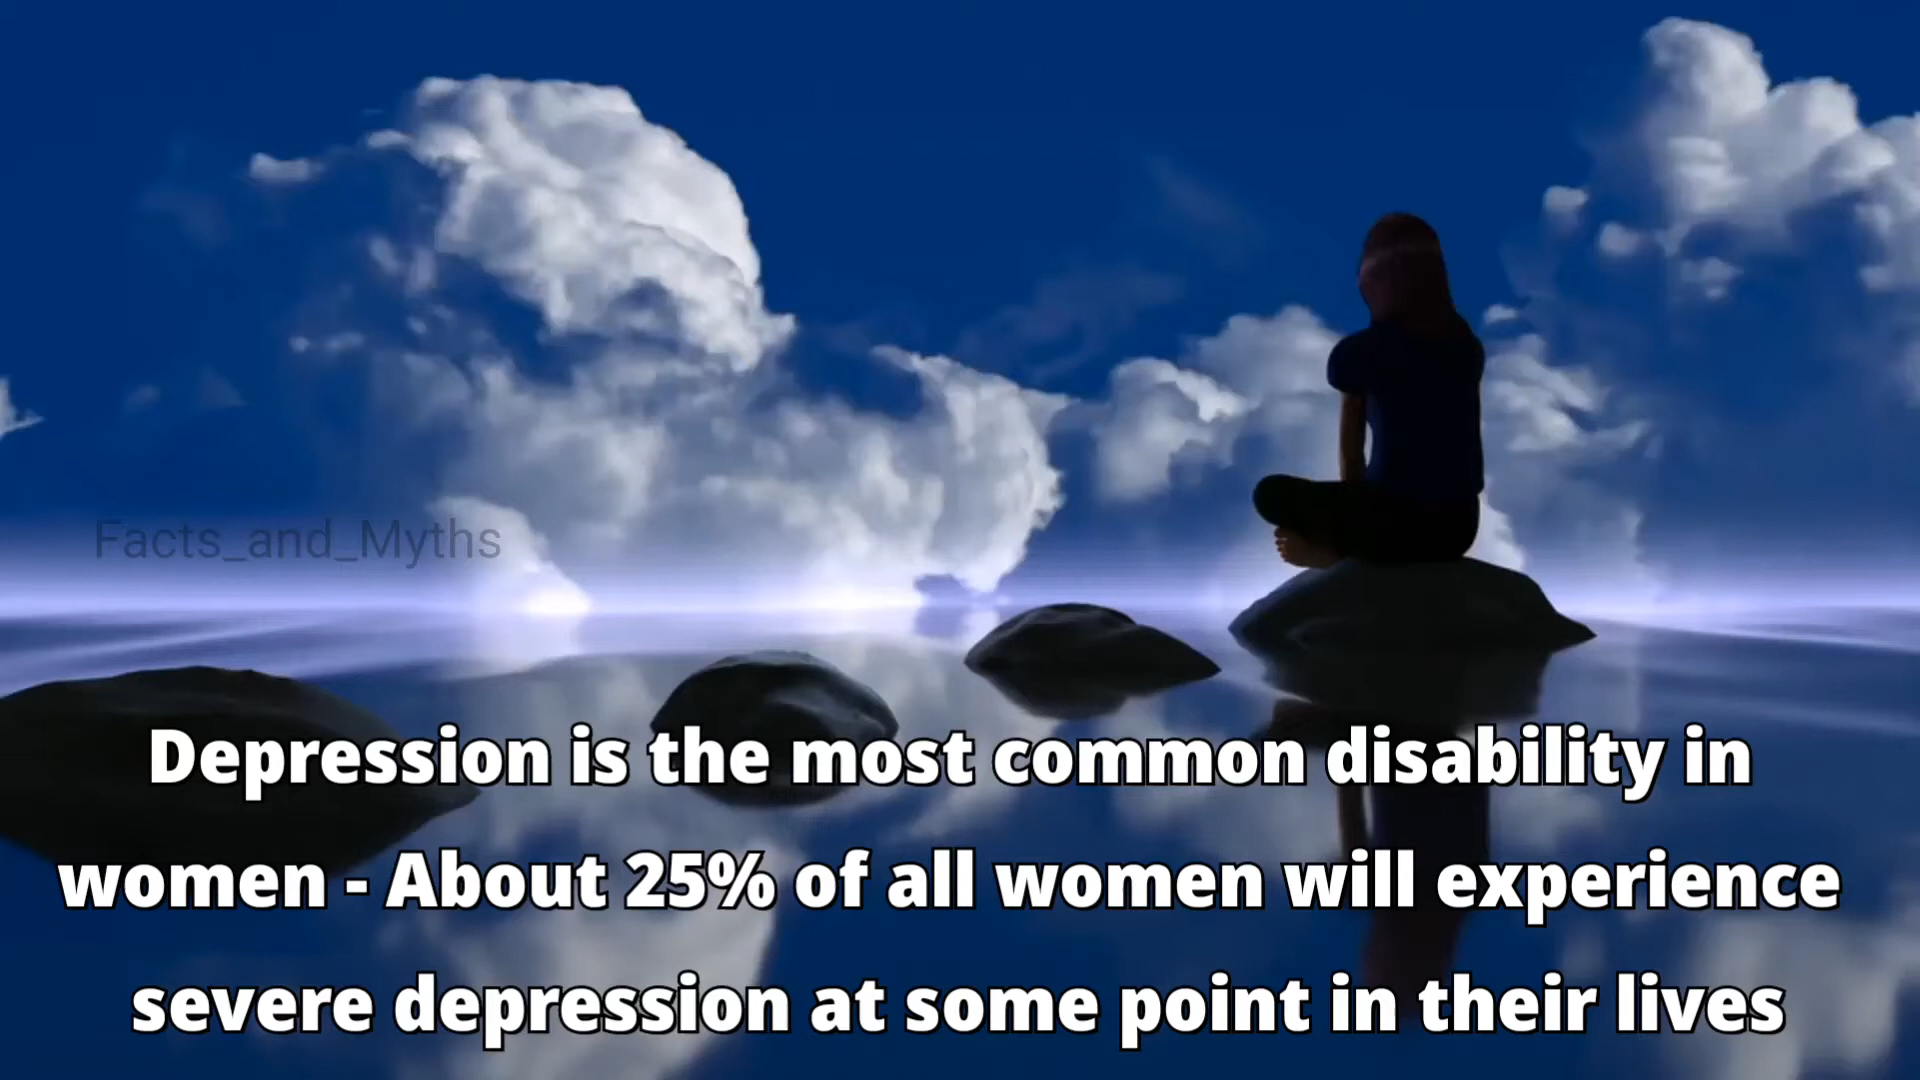 Facts_and_Myths
Depression is the most common disability in
women - About 25% of all women will experience
severe depression at some point in their lives